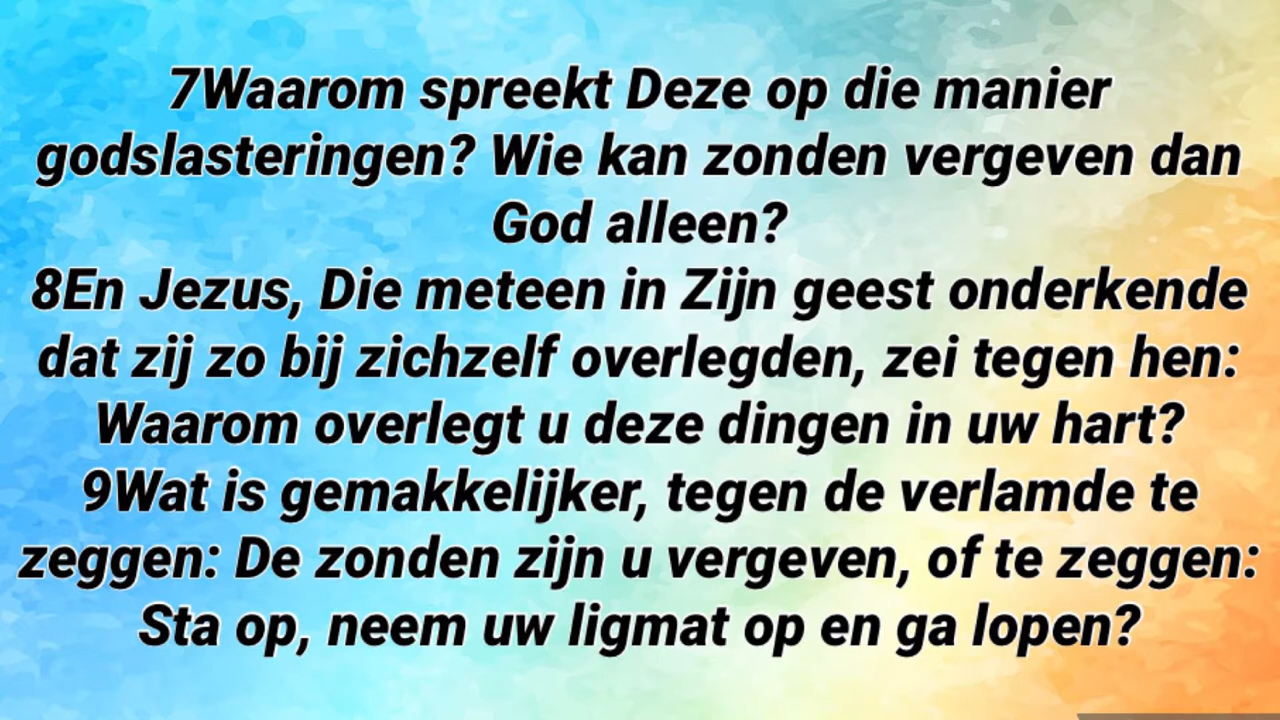 7Waarom spreekt Deze op die manier
godslasteringen? Wie kan zonden vergeven dan
God alleen?
8En Jezus, Die meteen in Zijn geest onderkende
dat zij zo bij zichzelf overlegden, zei tegen hen:
Waarom overlegt u deze dingen in uw hart?
9Wat is gemakkelijker, tegen de verlamde te
zeggen: De zonden zijn u vergeven, of te zeggen:
Sta op, neem uw ligmat op en ga lopen?